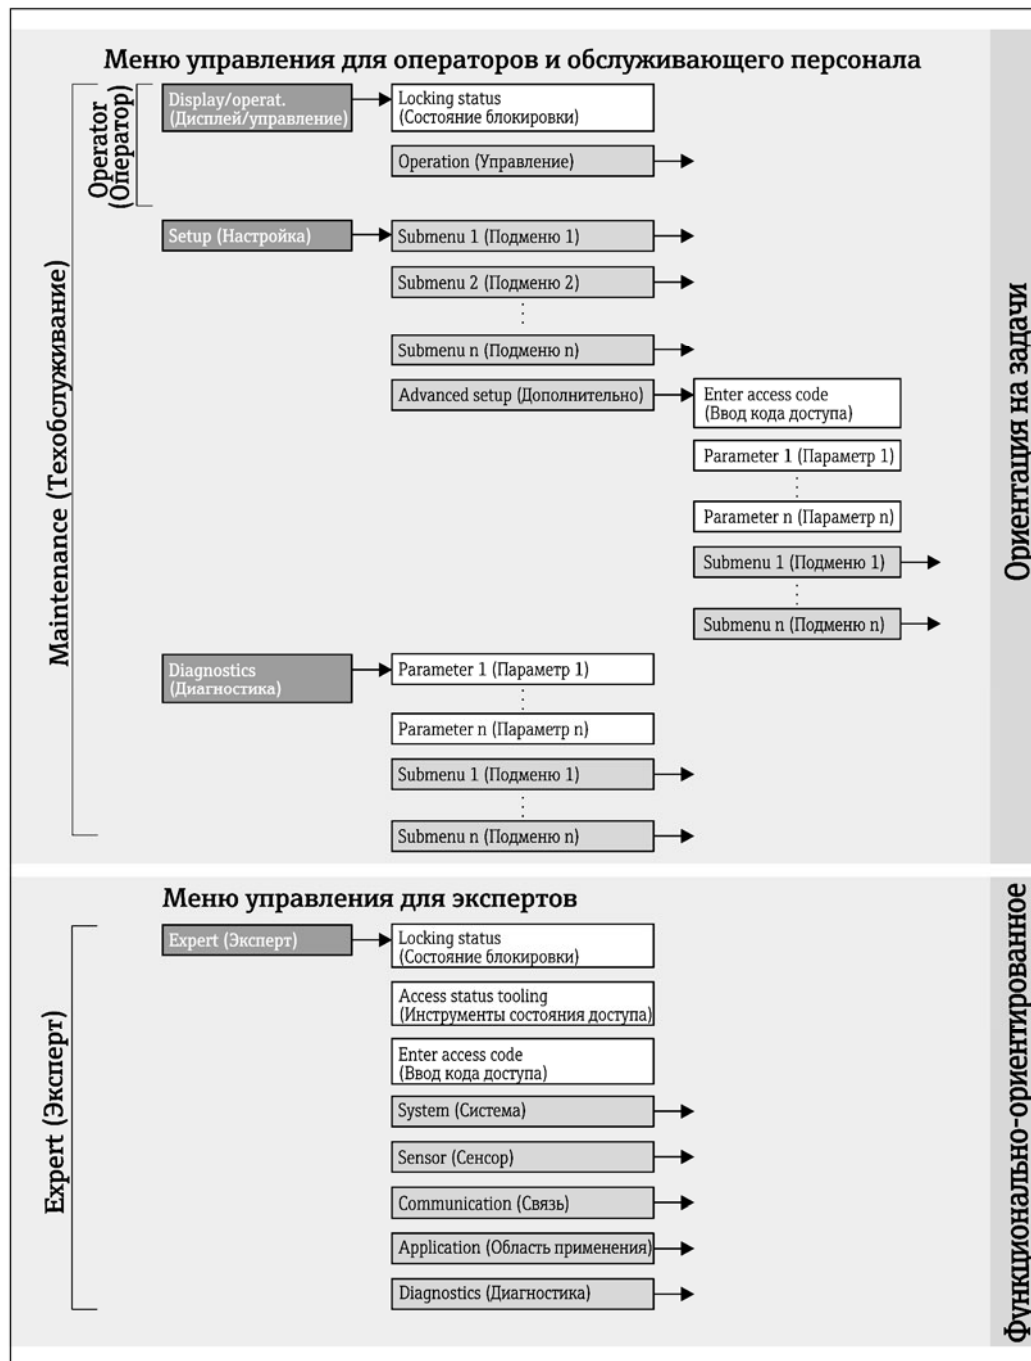 Меню управления для операторов и обслуживающего персонала
Operator
(Оператор)
Display/operat.
(Дисплей/управление)
Locking status
(Состояние блокировки)
Operation (Управление)
Maintenance (Техобслуживание)
Setup (Настройка)
Submenu 1 (Подменю 1)
Submenu 2 (Подменю 2)
Submenu n (Подменю n)
Advanced setup (Дополнительно)
Enter access code
(Ввод кода доступа)
Parameter 1 (Параметр 1)
Parameter n (Параметр n)
Submenu 1 (Подменю 1)
Submenu n (Подменю n)
Diagnostics
(Диагностика)
Parameter 1 (Параметр 1)
Parameter n (Параметр n)
Submenu 1 (Подменю 1)
Submenu n (Подменю n)
Ориентация на задачи
Меню управления для экспертов
Expert (Эксперт)
Expert (Эксперт)
Locking status
(Состояние блокировки)
Access status tooling
(Инструменты состояния доступа)
Enter access code
(Ввод кода доступа)
System (Система)
Sensor (Сенсор)
Communication (Связь)
Application (Область применения)
Diagnostics (Диагностика)
Функционально-ориентированное